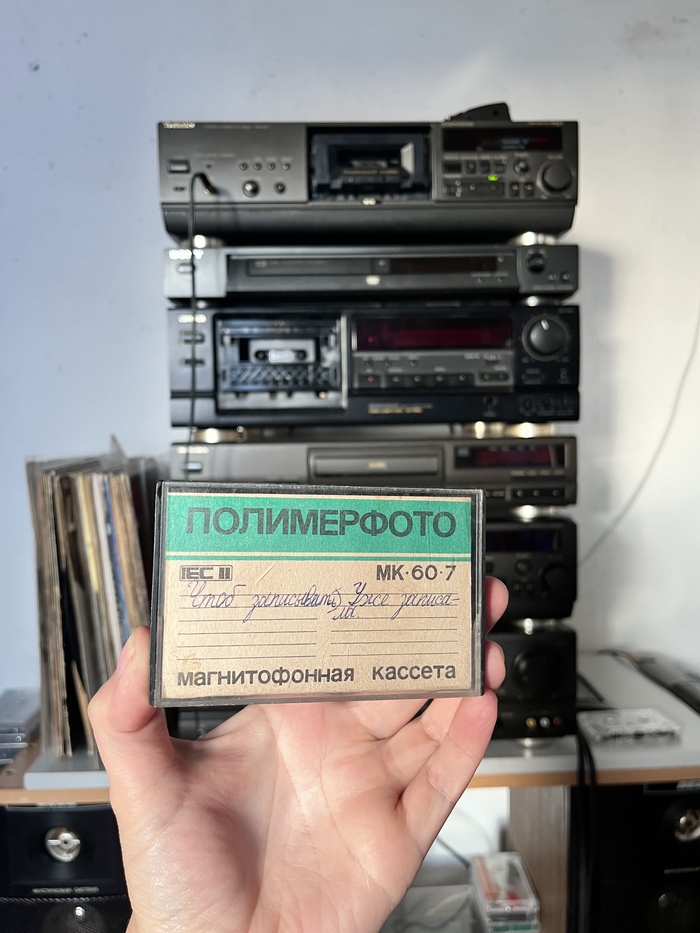 ПОЛИМЕРФОТО
IEC II МК·60·7
Чтоб записывать Уже записа-
ли.
магнитофонная кассета